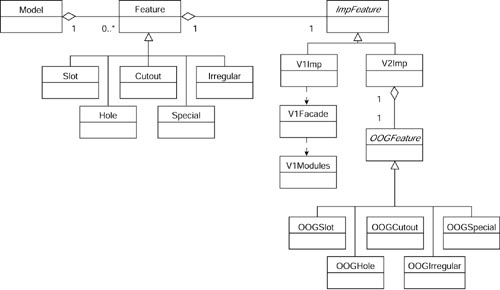 Model
Feature
ImpFeature
1
0..*
1
1
Slot
Cutout
Irregular
V1Imp
V2Imp
Hole
Special
V1Facade
1
1
OOGFeature
V1Modules
OOGSlot
OOGCutout
OOGSpecial
OOGHole
OOGIrregular